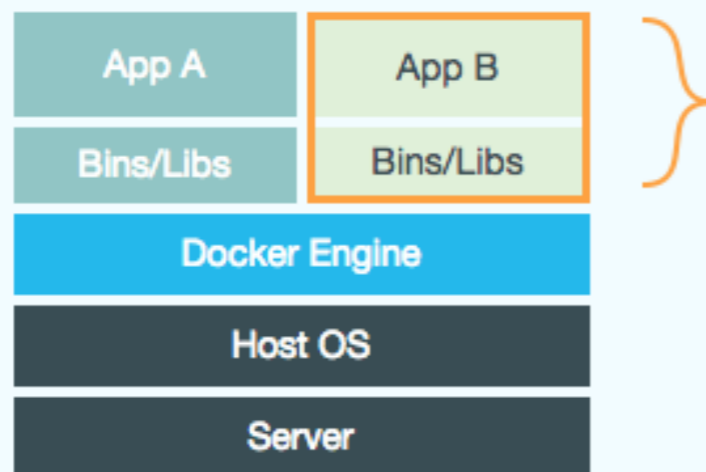 App A
App B
Bins/Libs
Bins/Libs
Docker Engine
Host OS
Server